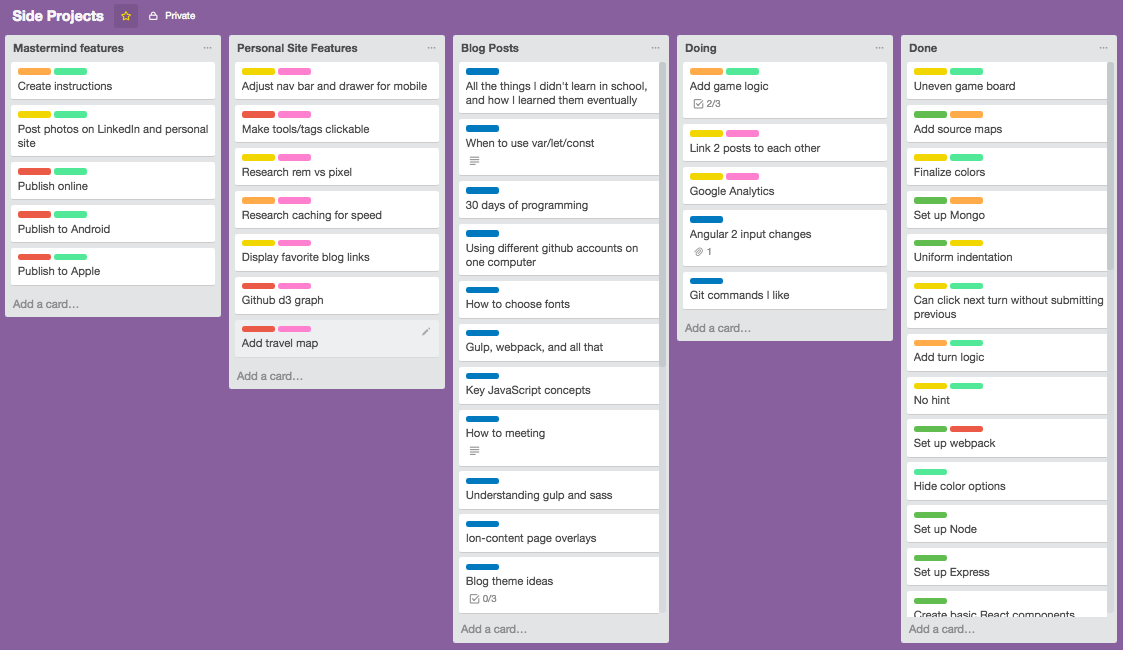 Side Projects
Private
Mastermind features
Create instructions
Post photos on LinkedIn and personal
site
Publish online
Publish to Android
Publish to Apple
Add a card...
Personal Site Features
Adjust nav bar and drawer for mobile
Make tools/tags clickable
Research rem vs pixel
Research caching for speed
Display favorite blog links
Github d3 graph
Add travel map
Add a card...
Blog Posts
All the things I didn't learn in school,
and how I learned them eventually
When to use var/let/const
30 days of programming
Using different github accounts on
one computer
How to choose fonts
Gulp, webpack, and all that
Key JavaScript concepts
How to meeting
Understanding gulp and sass
Ion-content page overlays
Blog theme ideas
0/3
Add a card...
Doing
Add game logic
2/3
Link 2 posts to each other
Google Analytics
Angular 2 input changes
1
Git commands I like
Add a card...
Done
Uneven game board
Add source maps
Finalize colors
Set up Mongo
Uniform indentation
Can click next turn without submitting
previous
Add turn logic
No hint
Set up webpack
Hide color options
Set up Node
Set up Express
Create basic React components
Add a card...